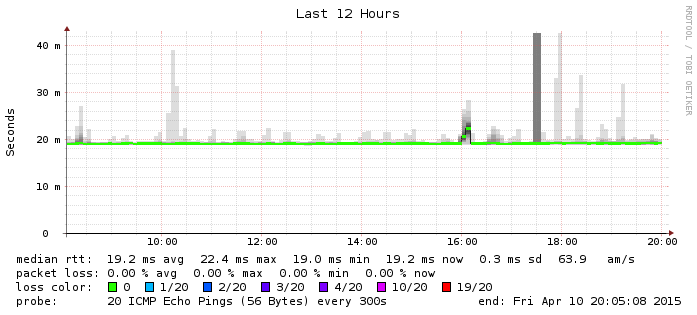 Last 12 Hours
RRDTOOL / TOBI OETIKER
Seconds
40 m
30 m
20 m
10 m
0
10:00 12:00 14:00 16:00 18:00 20:00
median rtt: 19.2 ms avg 22.4 ms max 19.0 ms min 19.2 ms now 0.3 ms sd 63.9 am/s
packet loss: 0.00 % avg 0.00 % max 0.00 % min 0.00 % now
loss color: 0 1/20 2/20 3/20 4/20 10/20 19/20
probe: 20 ICMP Echo Pings (56 Bytes) every 300s end: Fri Apr 10 20:05:08 2015